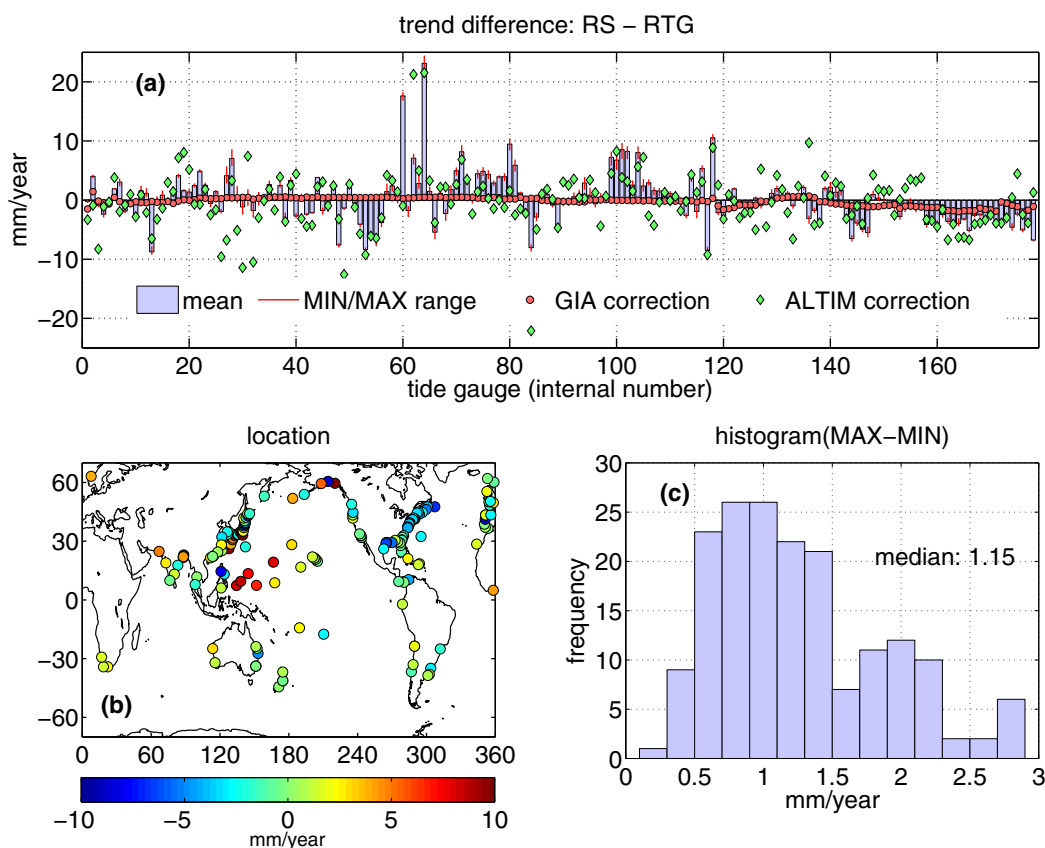 trend difference: RS − RTG
(a)
mm/year
20
10
0
−10
−20
mean
MIN/MAX range
GIA correction
ALTIM correction
0 20 40 60 80 100 120 140 160
tide gauge (internal number)
location
60
30
0
−30
−60
(b)
0 60 120 180 240 300 360
−10 −5 0 5 10
mm/year
histogram(MAX−MIN)
(c)
median: 1.15
frequency
30
25
20
15
10
5
0
0 0.5 1 1.5 2 2.5 3
mm/year